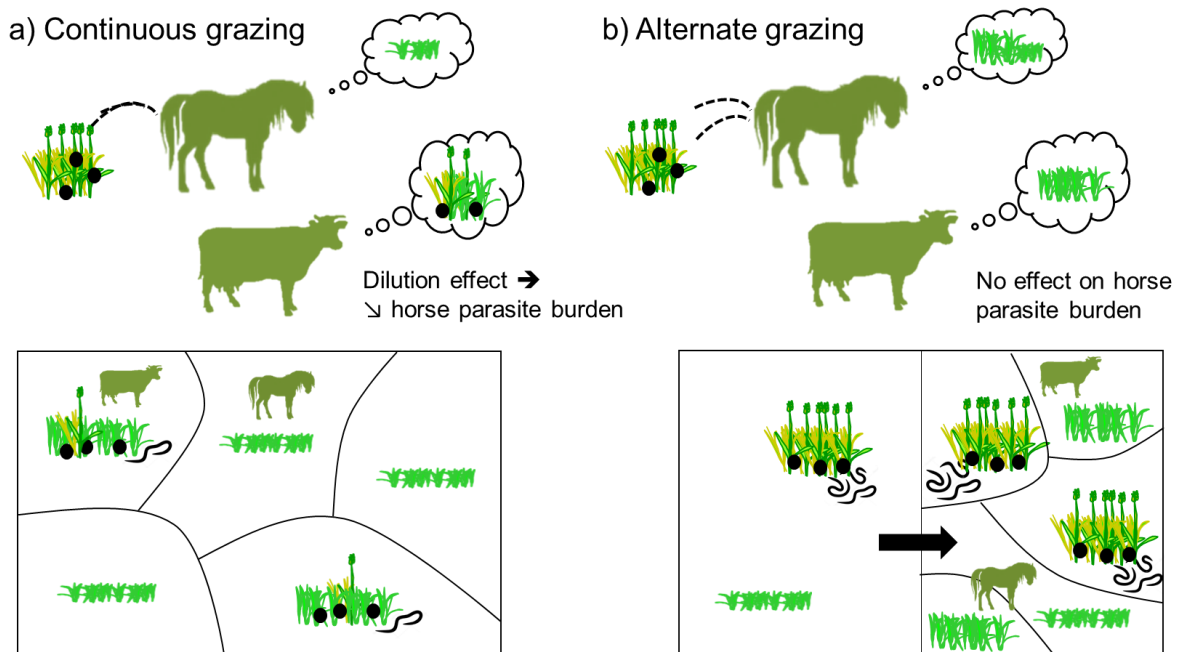 a) Continuous grazing
b) Alternate grazing
Dilution effect ➔
↘ horse parasite burden
No effect on horse
parasite burden